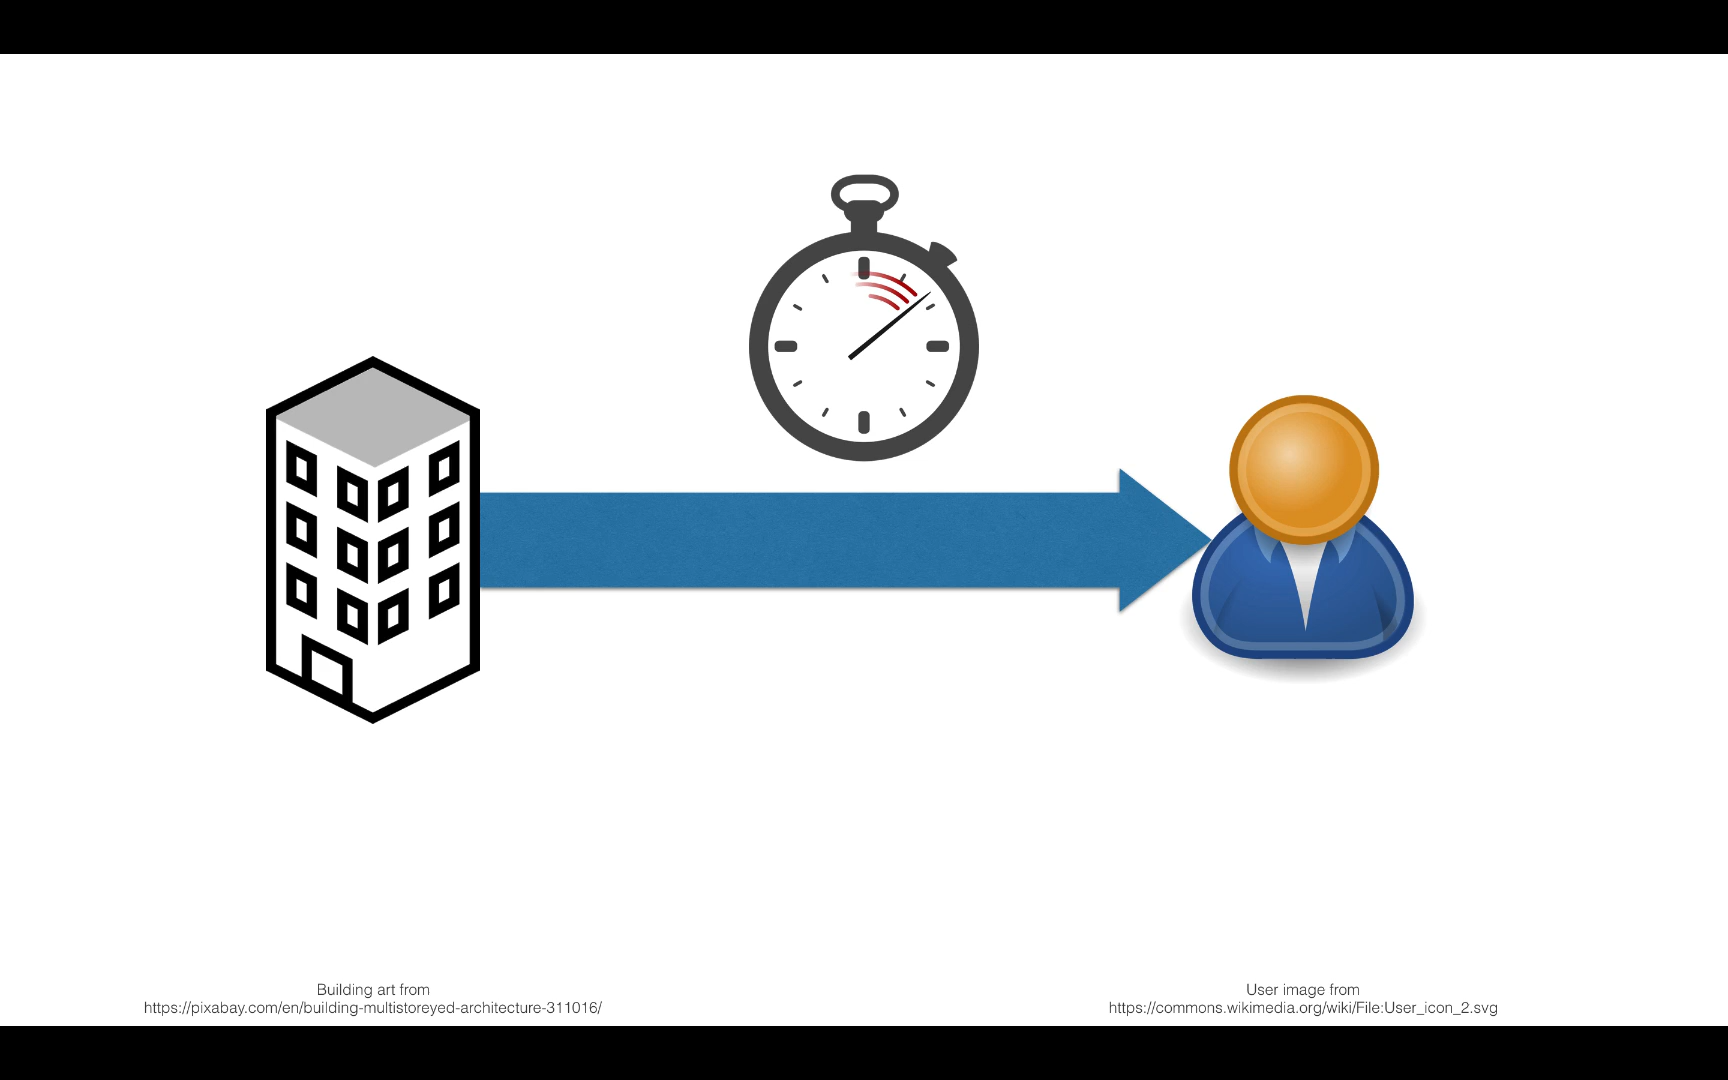 Building art from
https://pixabay.com/en/building-multistoreyed-architecture-311016/
User image from
https://commons.wikimedia.org/wiki/File:User_icon_2.svg